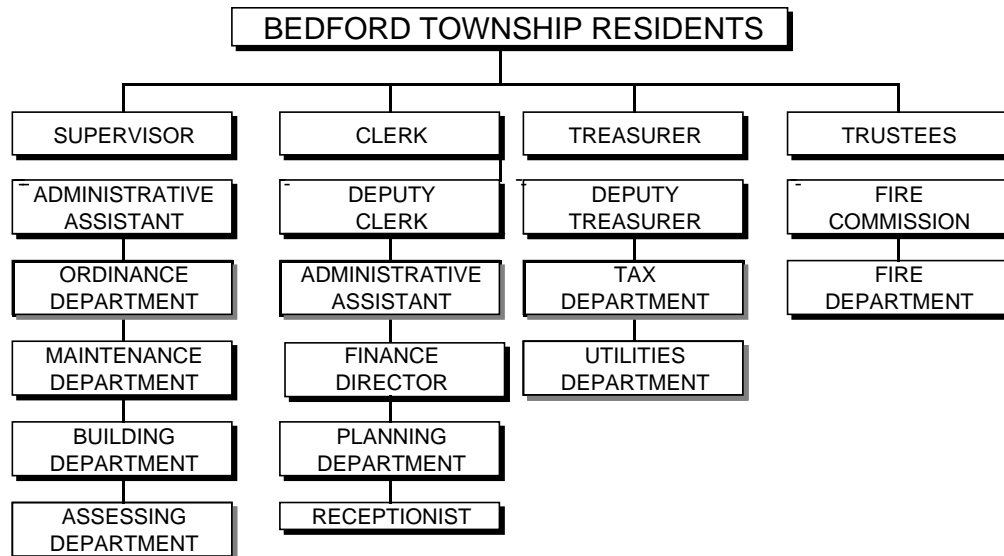 BEDFORD TOWNSHIP RESIDENTS
SUPERVISOR
CLERK
TREASURER
TRUSTEES
ADMINISTRATIVE
ASSISTANT
DEPUTY
CLERK
DEPUTY
TREASURER
FIRE
COMMISSION
ORDINANCE
DEPARTMENT
ADMINISTRATIVE
ASSISTANT
TAX
DEPARTMENT
FIRE
DEPARTMENT
MAINTENANCE
DEPARTMENT
FINANCE
DIRECTOR
UTILITIES
DEPARTMENT
BUILDING
DEPARTMENT
PLANNING
DEPARTMENT
ASSESSING
DEPARTMENT
RECEPTIONIST